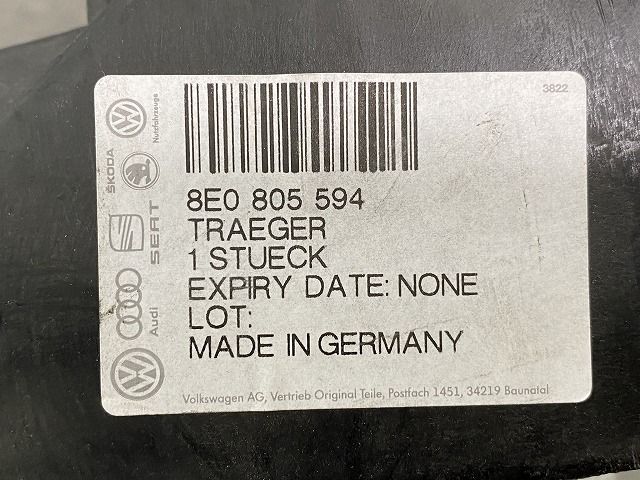 3822
8E0 805 594
TRAEGER
1 STUECK
EXPIRY DATE: NONE
LOT:
MADE IN GERMANY
Volkswagen AG, Vertrieb Original Teile, Postfach 1451, 34219 Baunatal
Nutzfahrzeuge
ŠKODA
SEAT
Audi